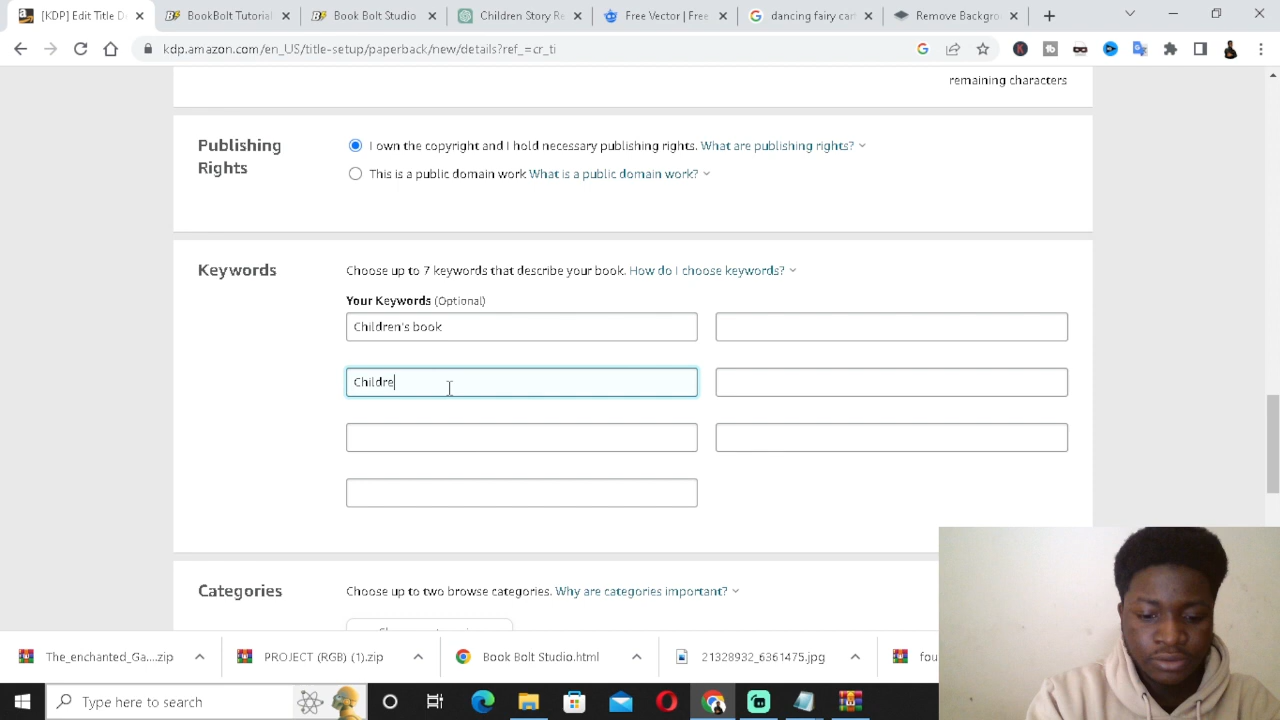 [KDP] Edit Title D
BookBolt Tutorial
Book Bolt Studio
Children Story Re
Free Vector | Free
dancing fairy car
Remove Backgro
kdp.amazon.com/en_US/title-setup/paperback/new/details?ref_=cr_ti
remaining characters
Publishing
Rights
I own the copyright and I hold necessary publishing rights. What are publishing rights?
This is a public domain work What is a public domain work?
Keywords
Choose up to 7 keywords that describe your book. How do I choose keywords?
Your Keywords (Optional)
Children's book
Childre
Categories
Choose up to two browse categories. Why are categories important?
The_enchanted_Ga....zip
PROJECT (RGB) (1).zip
Book Bolt Studio.html
21328932_6361475.jpg
fou
Type here to search